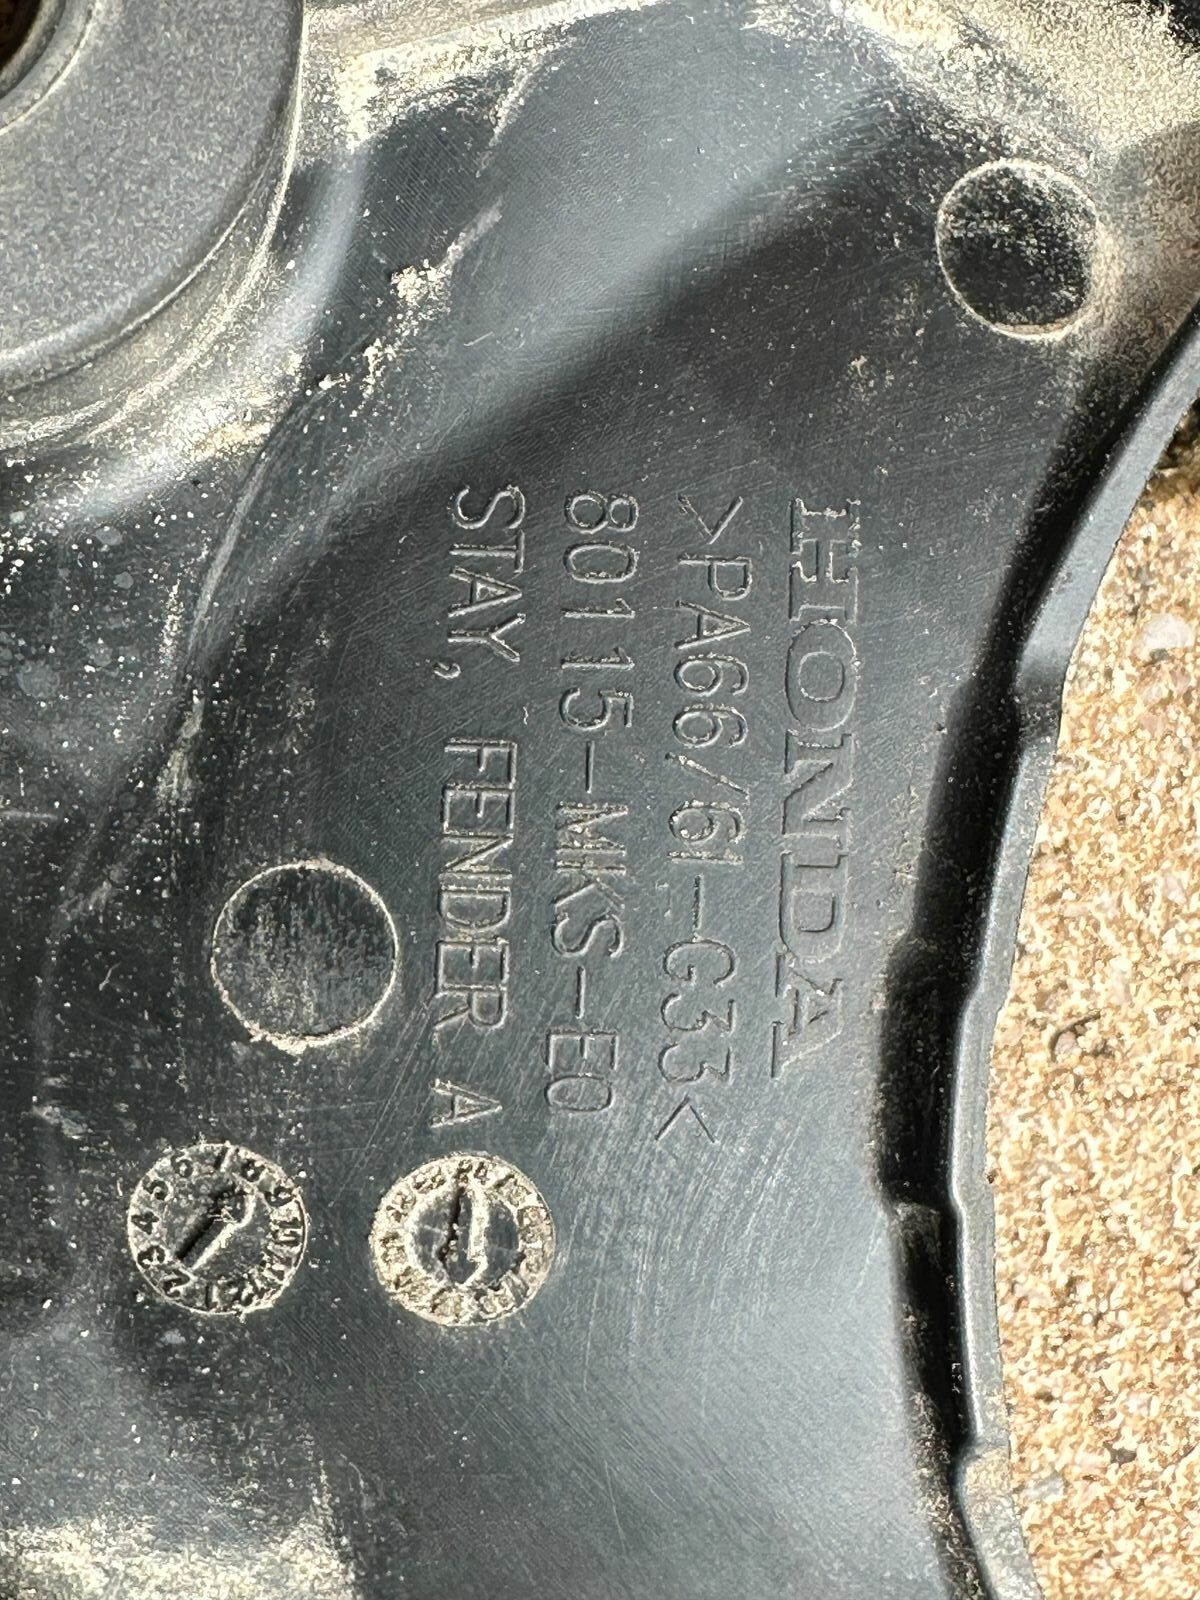 HONDA
>PA66/6I-G33<
80115-MKS-E0
STAY, FENDER A